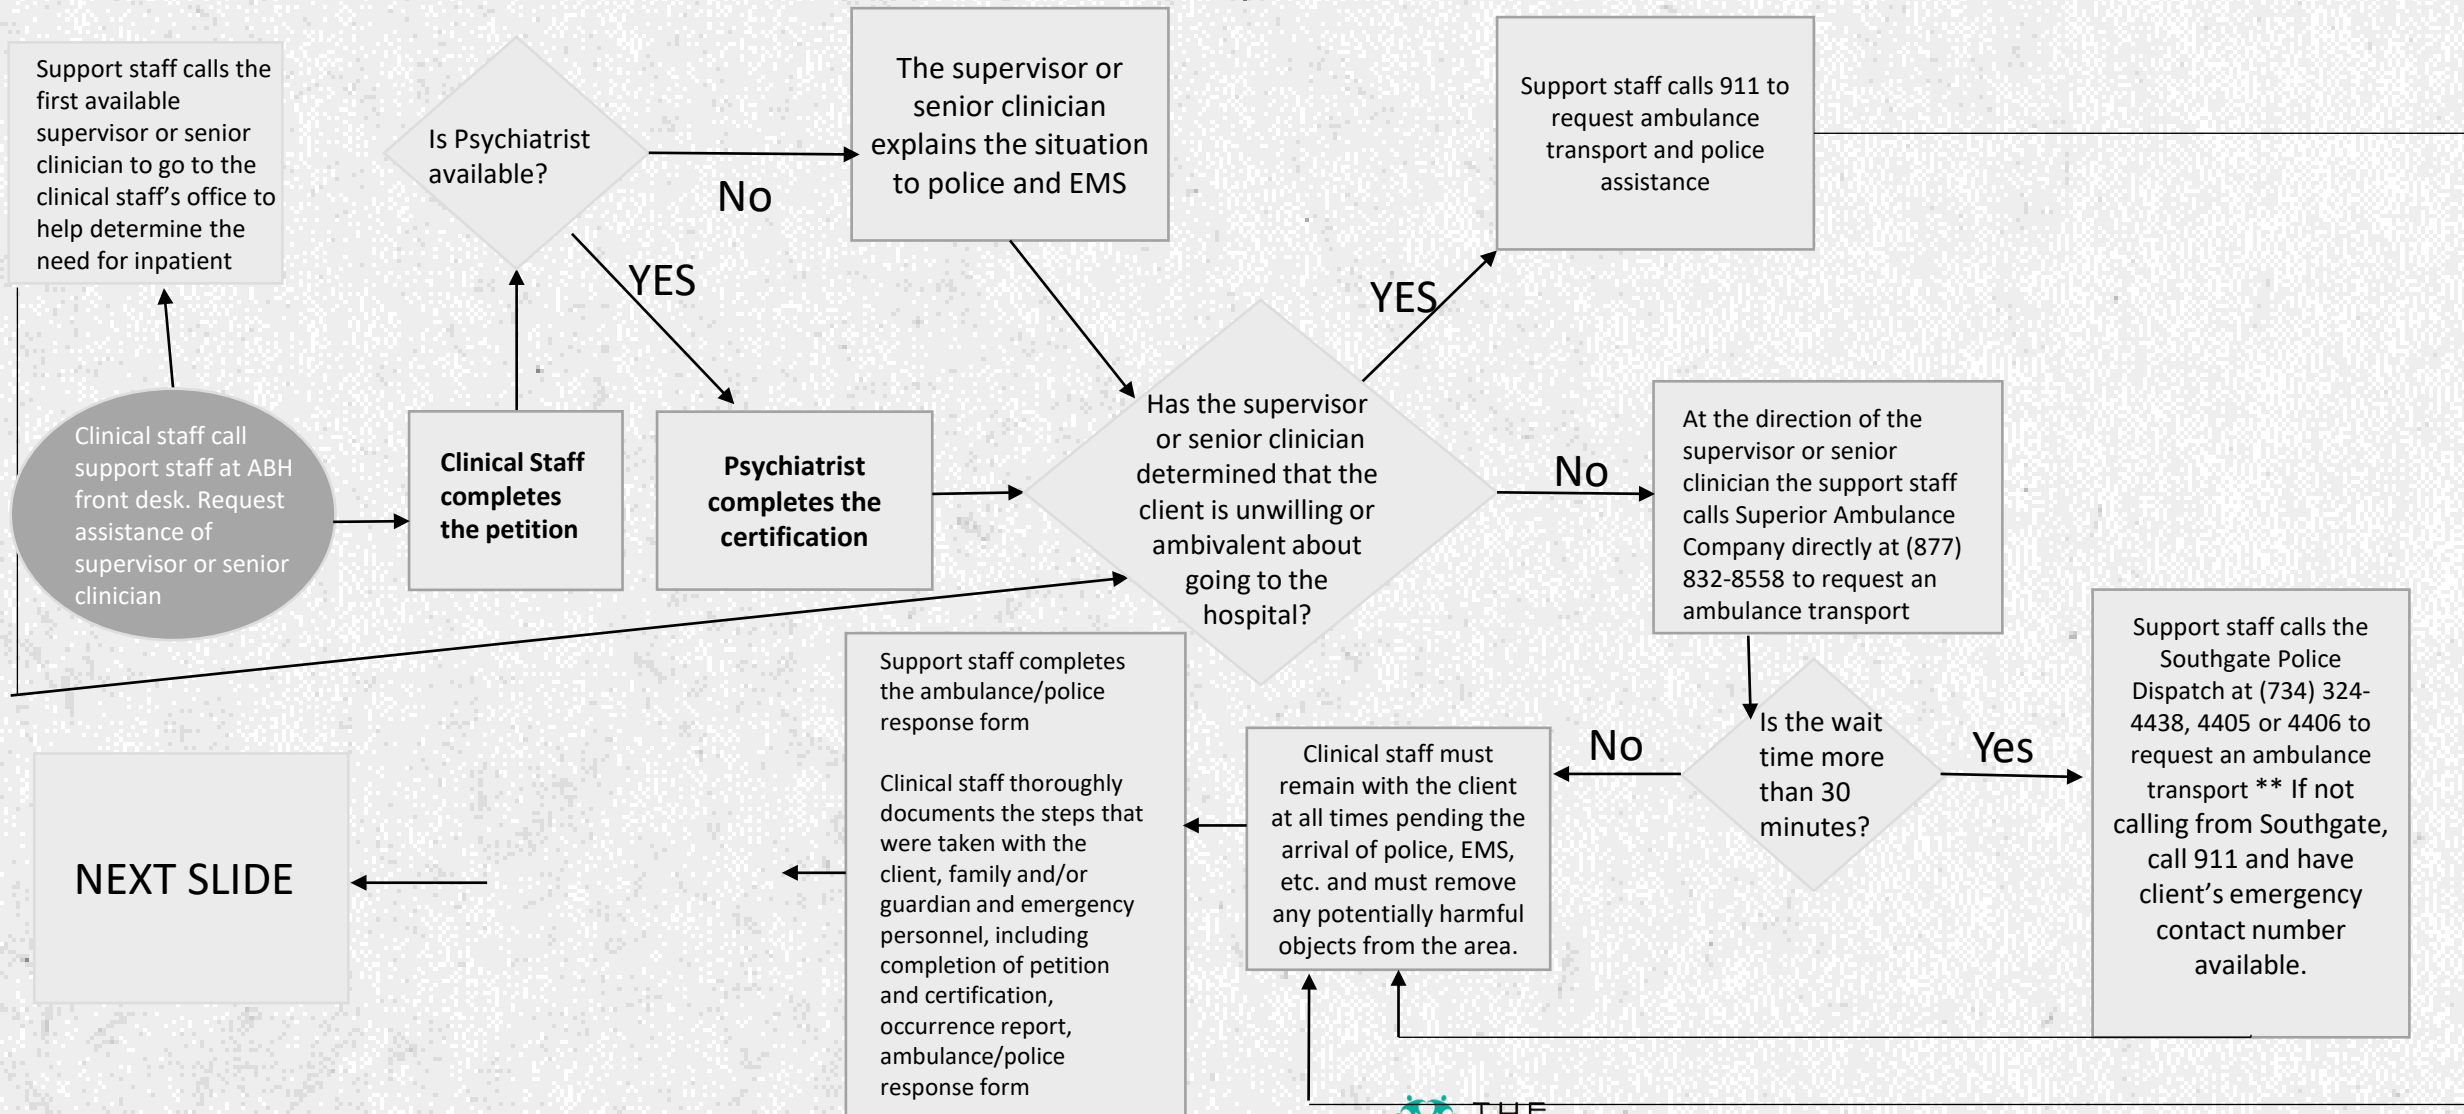 Support staff calls the
first available
supervisor or senior
clinician to go to the
clinical staff's office to
help determine the
need for inpatient
Is Psychiatrist
available?
No
YES
The supervisor or
senior clinician
explains the situation
to police and EMS
YES
Support staff calls 911 to
request ambulance
transport and police
assistance
Clinical staff call
support staff at ABH
front desk. Request
assistance of
supervisor or senior
clinician
Clinical Staff
completes
the petition
Psychiatrist
completes the
certification
Has the supervisor
or senior clinician
determined that the
client is unwilling or
ambivalent about
going to the
hospital?
No
At the direction of the
supervisor or senior
clinician the support staff
calls Superior Ambulance
Company directly at (877)
832-8558 to request an
ambulance transport
Is the wait
time more
than 30
minutes?
No
Yes
Support staff calls the
Southgate Police
Dispatch at (734) 324-
4438, 4405 or 4406 to
request an ambulance
transport ** If not
calling from Southgate,
call 911 and have
client's emergency
contact number
available.
Clinical staff must
remain with the client
at all times pending the
arrival of police, EMS,
etc. and must remove
any potentially harmful
objects from the area.
Support staff completes
the ambulance/police
response form
Clinical staff thoroughly
documents the steps that
were taken with the
client, family and/or
guardian and emergency
personnel, including
completion of petition
and certification,
occurrence report,
ambulance/police
response form
NEXT SLIDE
THE